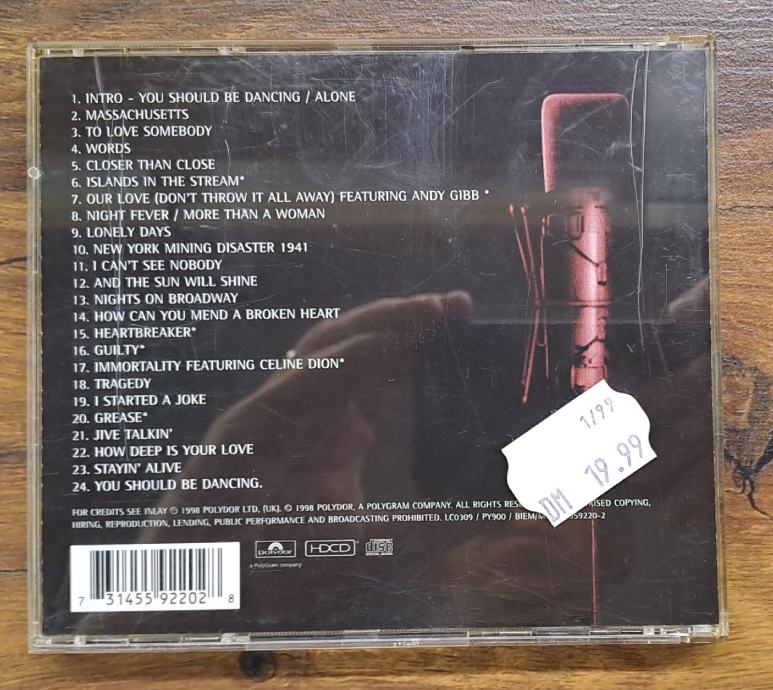 1. INTRO - YOU SHOULD BE DANCING / ALONE
2. MASSACHUSETTS
3. TO LOVE SOMEBODY
4. WORDS
5. CLOSER THAN CLOSE
6. ISLANDS IN THE STREAM*
7. OUR LOVE (DON'T THROW IT ALL AWAY) FEATURING ANDY GIBB *
8. NIGHT FEVER / MORE THAN A WOMAN
9. LONELY DAYS
10. NEW YORK MINING DISASTER 1941
11. I CAN'T SEE NOBODY
12. AND THE SUN WILL SHINE
13. NIGHTS ON BROADWAY
14. HOW CAN YOU MEND A BROKEN HEART
15. HEARTBREAKER*
16. GUILTY*
17. IMMORTALITY FEATURING CELINE DION*
18. TRAGEDY
19. I STARTED A JOKE
20. GREASE*
21. JIVE TALKIN'
22. HOW DEEP IS YOUR LOVE
23. STAYIN' ALIVE
24. YOU SHOULD BE DANCING.
1/99
DM 19.99
FOR CREDITS SEE INLAY ℗ 1998 POLYDOR LTD, (UK). © 1998 POLYDOR, A POLYGRAM COMPANY. ALL RIGHTS COPYING,
HIRING, REPRODUCTION, LENDING, PUBLIC PERFORMANCE AND BROADCASTING PROHIBITED. LC0309 / PY900 / BIEM/ 559220-2
polydor
HDCD
COMPACT disc DIGITAL AUDIO
a PolyGram company
7 31455 92202 8